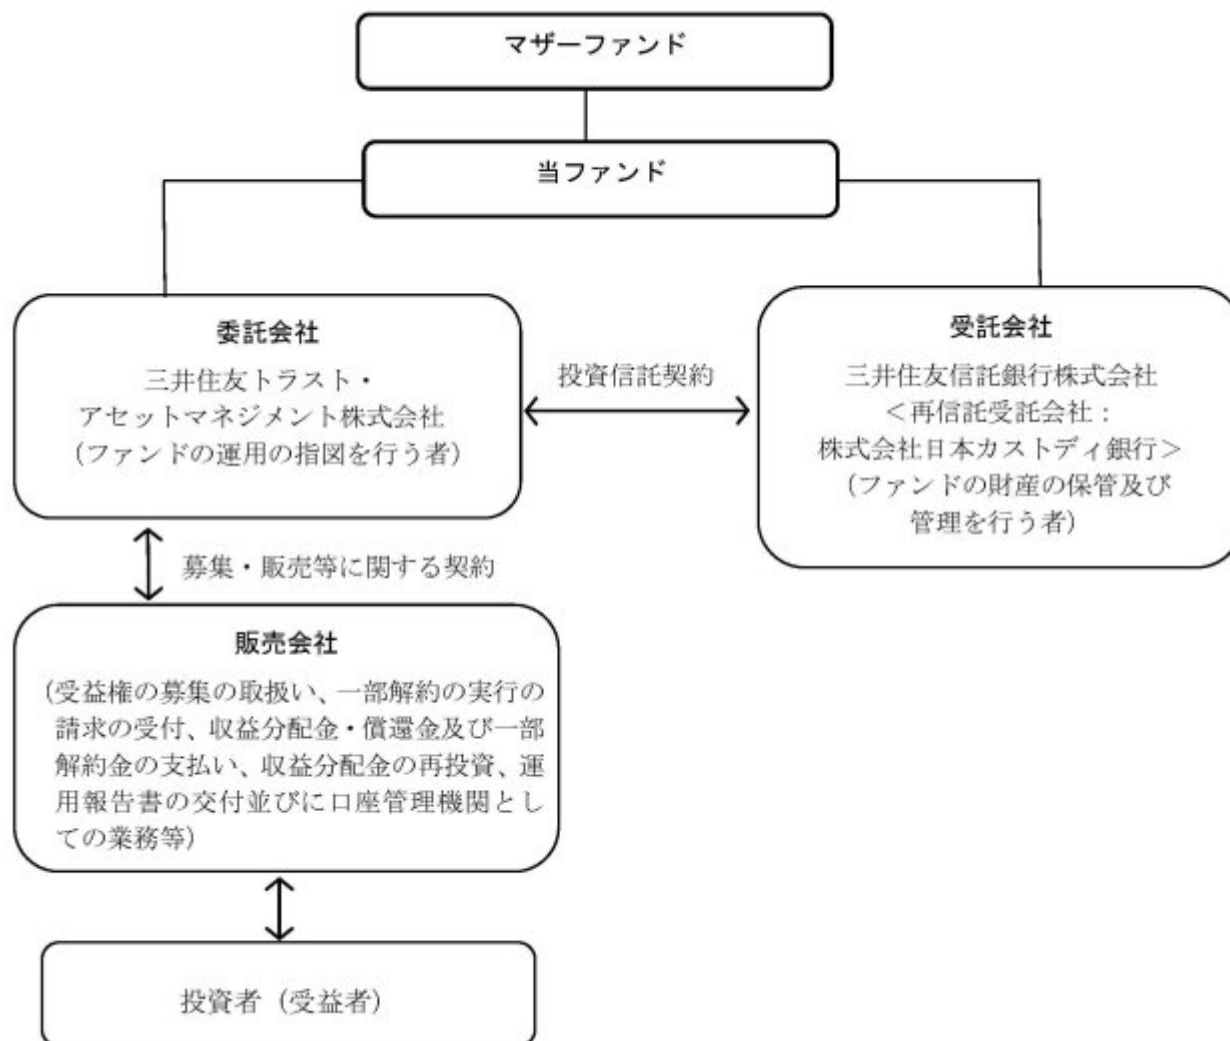 マザーファンド
当ファンド
委託会社
三井住友トラスト・
アセットマネジメント株式会社
（ファンドの運用の指図を行う者）
投資信託契約
受託会社
三井住友信託銀行株式会社
＜再信託受託会社：
株式会社日本カストディ銀行＞
（ファンドの財産の保管及び
管理を行う者）
募集・販売等に関する契約
販売会社
（受益権の募集の取扱い、一部解約の実行の
請求の受付、収益分配金・償還金及び一部
解約金の支払い、収益分配金の再投資、運
用報告書の交付並びに口座管理機関とし
ての業務等）
投資者（受益者）